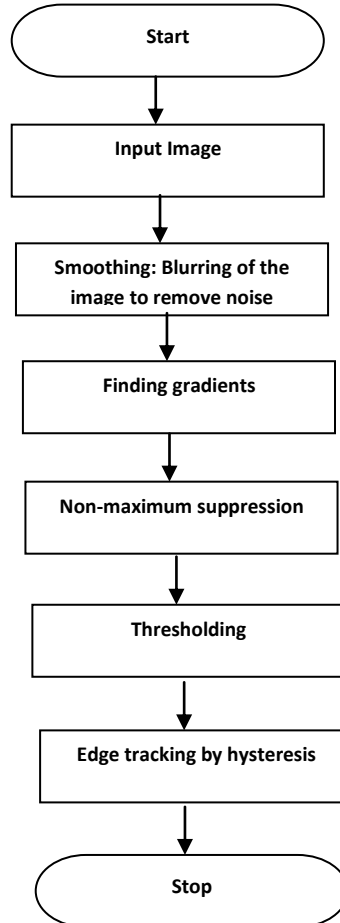 Start
Input Image
Smoothing: Blurring of the
image to remove noise
Finding gradients
Non-maximum suppression
Thresholding
Edge tracking by hysteresis
Stop